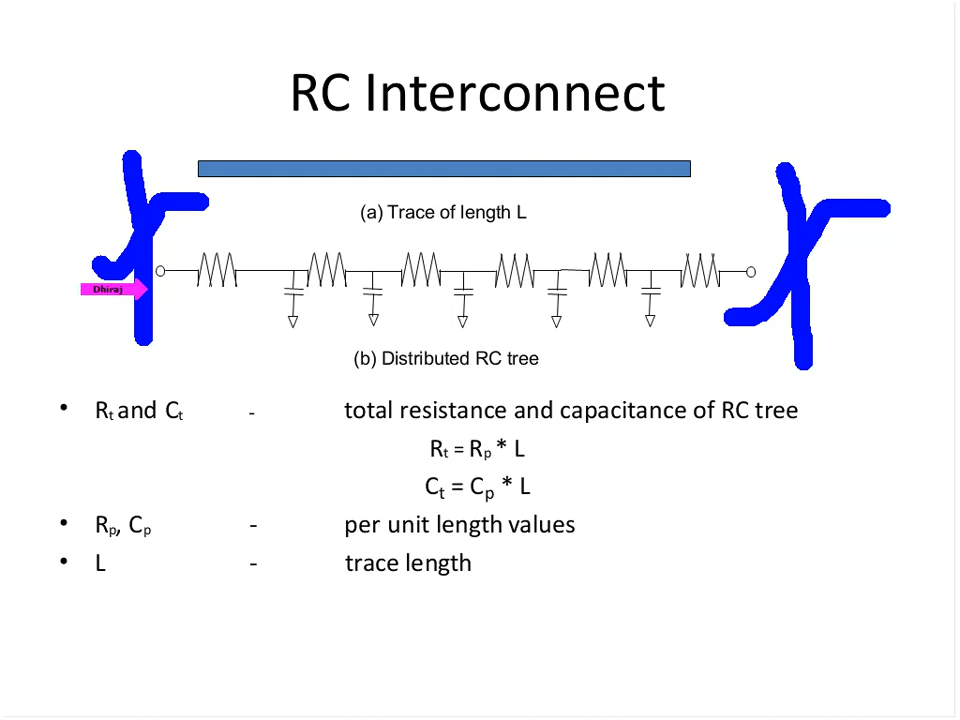 RC Interconnect
(a) Trace of length L
Dhiraj
(b) Distributed RC tree
• Rt and Ct - total resistance and capacitance of RC tree
Rt = Rp * L
Ct = Cp * L
• Rp, Cp - per unit length values
• L - trace length